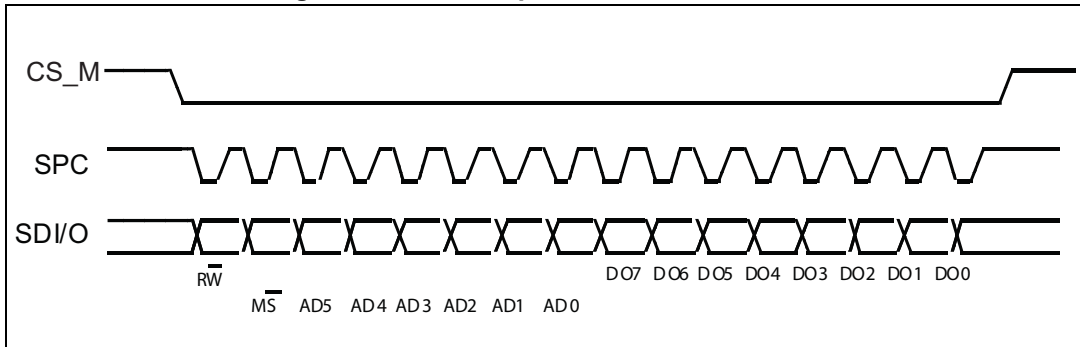 CS_M
SPC
SDI/O
RW DO7 DO6 DO5 DO4 DO3 DO2 DO1 DO0
MS AD5 AD4 AD3 AD2 AD1 AD0